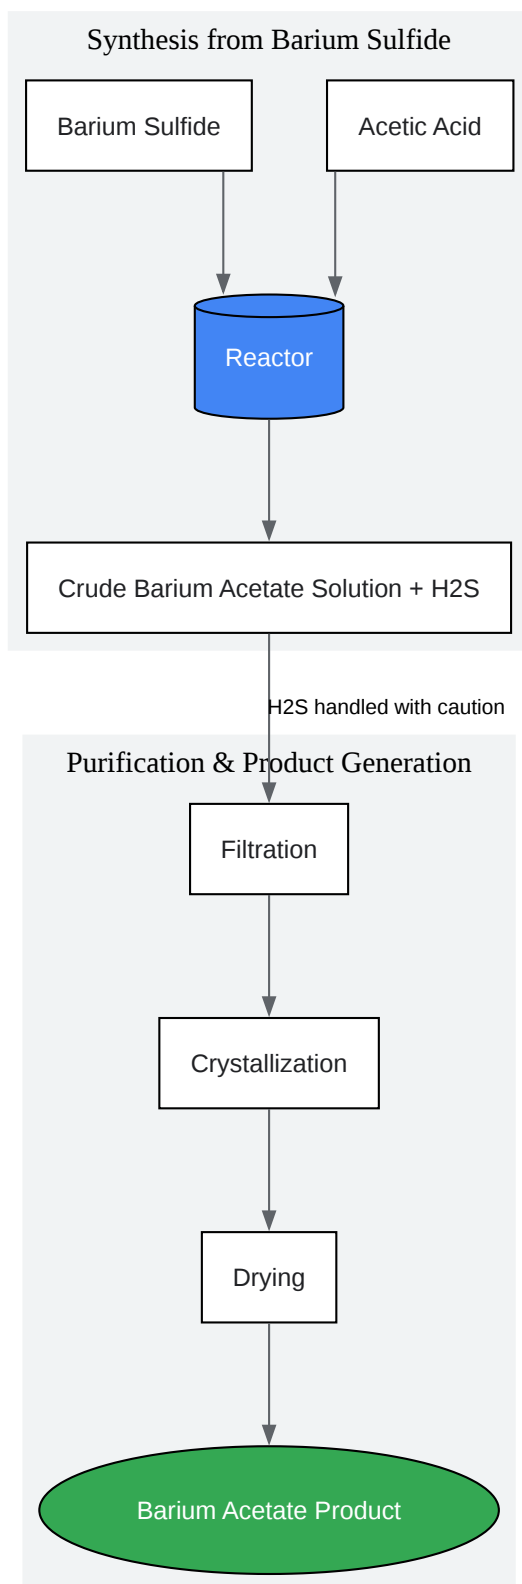 Synthesis from Barium Sulfide
Barium Sulfide
Acetic Acid
Reactor
Crude Barium Acetate Solution + H2S
H2S handled with caution
Purification & Product Generation
Filtration
Crystallization
Drying
Barium Acetate Product